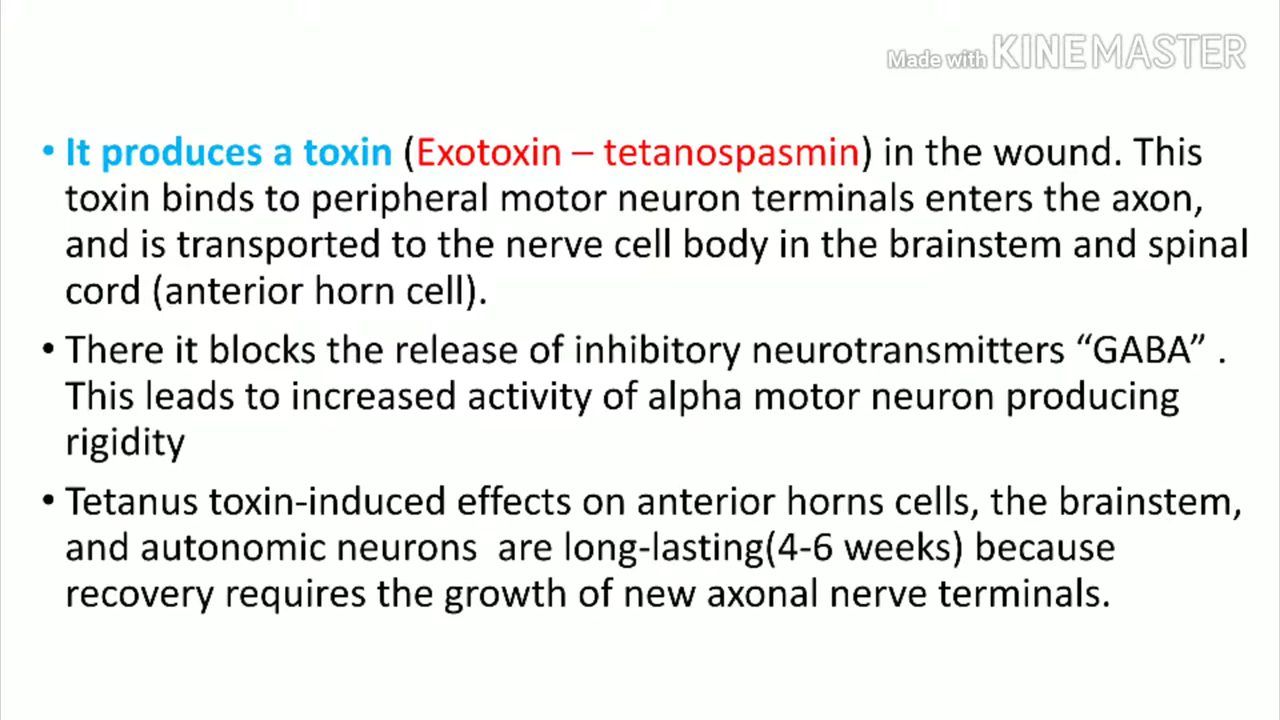 Made with KINEMASTER
• It produces a toxin (Exotoxin – tetanospasmin) in the wound. This
toxin binds to peripheral motor neuron terminals enters the axon,
and is transported to the nerve cell body in the brainstem and spinal
cord (anterior horn cell).
• There it blocks the release of inhibitory neurotransmitters “GABA” .
This leads to increased activity of alpha motor neuron producing
rigidity
• Tetanus toxin-induced effects on anterior horns cells, the brainstem,
and autonomic neurons  are long-lasting(4-6 weeks) because
recovery requires the growth of new axonal nerve terminals.